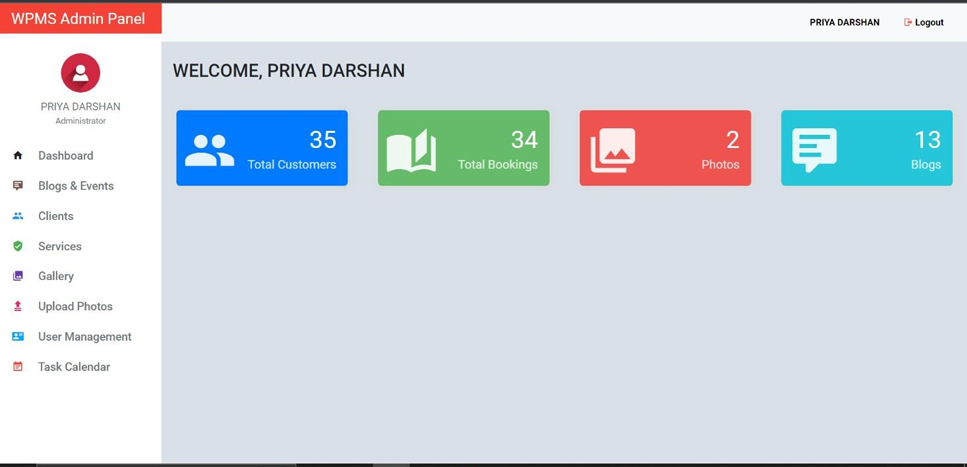 WPMS Admin Panel
PRIYA DARSHAN
Logout
PRIYA DARSHAN
Administrator
Dashboard
Blogs & Events
Clients
Services
Gallery
Upload Photos
User Management
Task Calendar
WELCOME, PRIYA DARSHAN
35
Total Customers
34
Total Bookings
2
Photos
13
Blogs